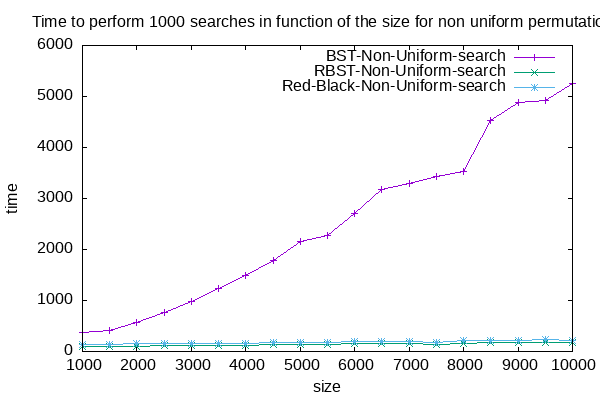 Time to perform 1000 searches in function of the size for non uniform permutatio
BST-Non-Uniform-search
RBST-Non-Uniform-search
Red-Black-Non-Uniform-search
6000
5000
4000
3000
2000
1000
0
time
1000 2000 3000 4000 5000 6000 7000 8000 9000 10000
size